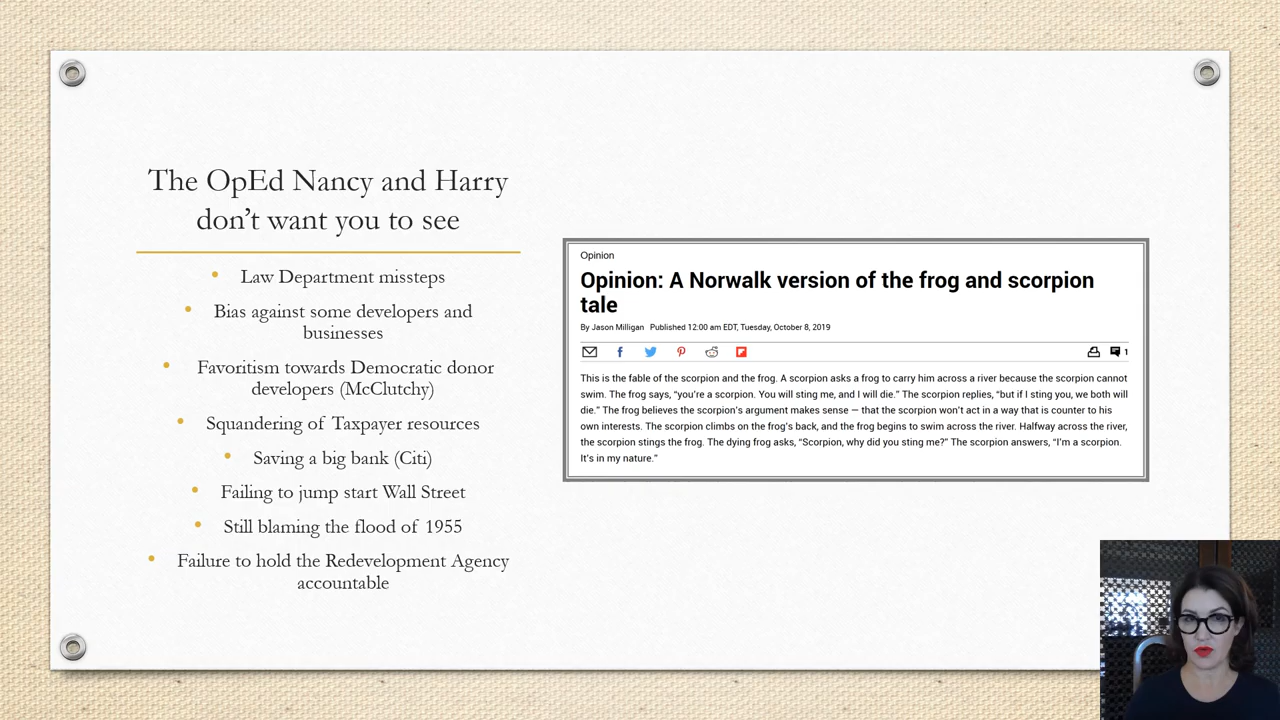 The OpEd Nancy and Harry
don’t want you to see
• Law Department missteps
• Bias against some developers and
businesses
• Favoritism towards Democratic donor
developers (McClutchy)
• Squandering of Taxpayer resources
• Saving a big bank (Citi)
• Failing to jump start Wall Street
• Still blaming the flood of 1955
• Failure to hold the Redevelopment Agency
accountable
Opinion
Opinion: A Norwalk version of the frog and scorpion
tale
By Jason Milligan Published 12:00 am EDT, Tuesday, October 8, 2019
1
This is the fable of the scorpion and the frog. A scorpion asks a frog to carry him across a river because the scorpion cannot
swim. The frog says, “you’re a scorpion. You will sting me, and I will die.” The scorpion replies, “but if I sting you, we both will
die.” The frog believes the scorpion’s argument makes sense — that the scorpion won’t act in a way that is counter to his
own interests. The scorpion climbs on the frog’s back, and the frog begins to swim across the river. Halfway across the river,
the scorpion stings the frog. The dying frog asks, “Scorpion, why did you sting me?” The scorpion answers, “I’m a scorpion.
It’s in my nature.”